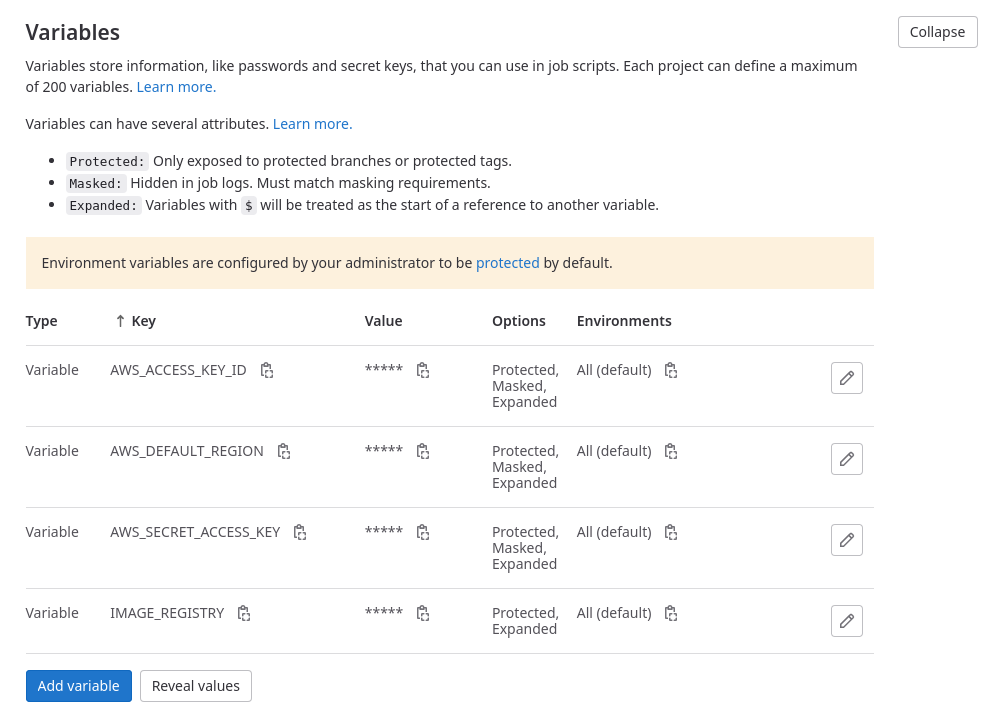 Variables
Collapse
Variables store information, like passwords and secret keys, that you can use in job scripts. Each project can define a maximum
of 200 variables. Learn more.
Variables can have several attributes. Learn more.
• Protected: Only exposed to protected branches or protected tags.
• Masked: Hidden in job logs. Must match masking requirements.
• Expanded: Variables with $ will be treated as the start of a reference to another variable.
Environment variables are configured by your administrator to be protected by default.
Type ↑ Key Value Options Environments
Variable AWS_ACCESS_KEY_ID ***** Protected, All (default)
Masked,
Expanded
Variable AWS_DEFAULT_REGION ***** Protected, All (default)
Masked,
Expanded
Variable AWS_SECRET_ACCESS_KEY ***** Protected, All (default)
Masked,
Expanded
Variable IMAGE_REGISTRY ***** Protected, All (default)
Expanded
Add variable Reveal values